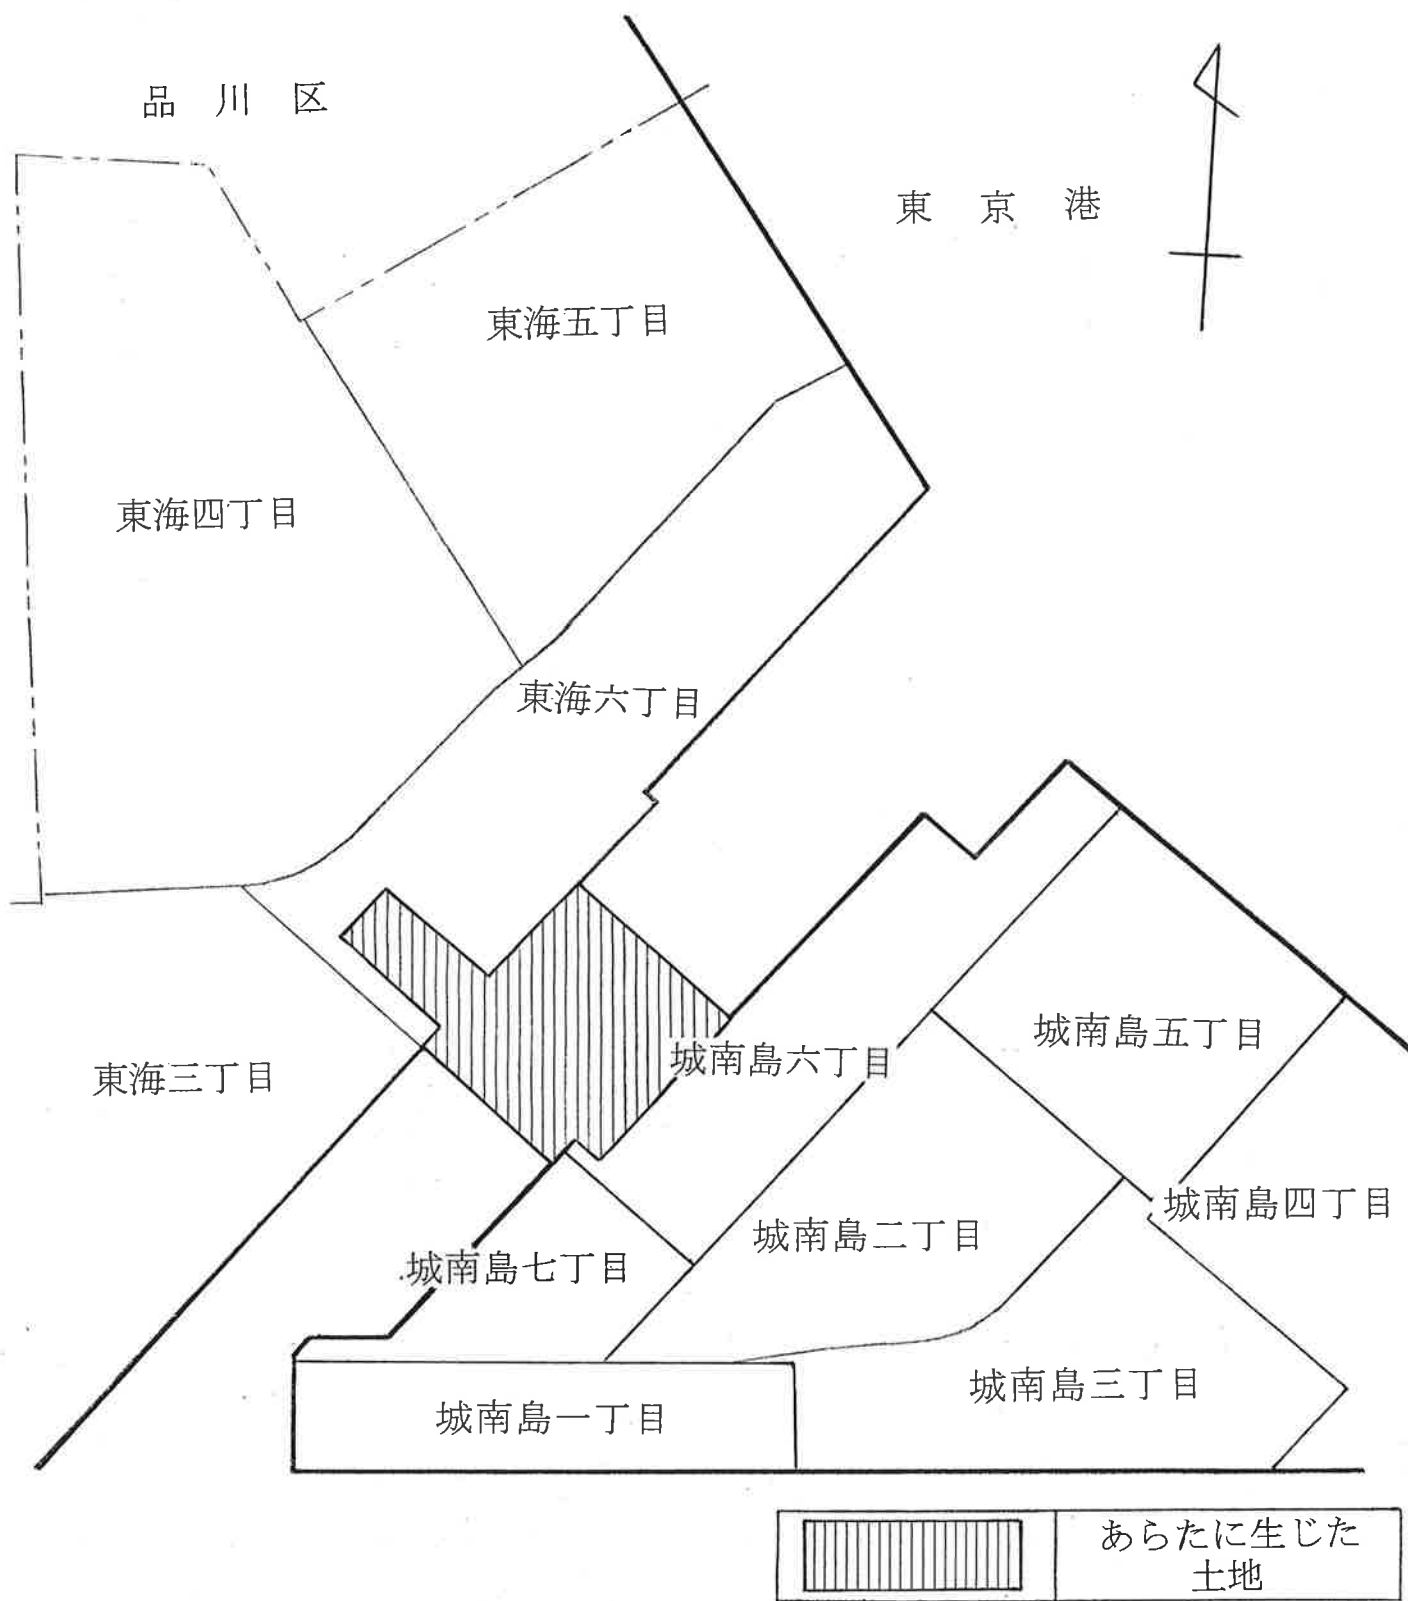 品川区
東京港
東海五丁目
東海四丁目
東海六丁目
城南島五丁目
城南島六丁目
東海三丁目
城南島四丁目
城南島二丁目
城南島七丁目
城南島三丁目
城南島一丁目
あらたに生じた
土地